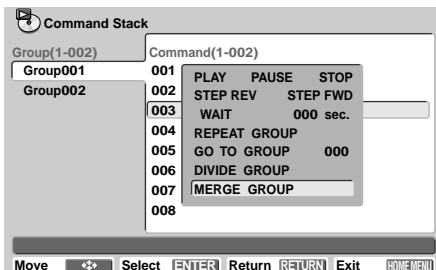 Command Stack
Group(1-002)
Command(1-002)
Group001
Group002
001
002
003
004
005
006
007
008
PLAY PAUSE STOP
STEP REV STEP FWD
WAIT 000 sec.
REPEAT GROUP
GO TO GROUP 000
DIVIDE GROUP
MERGE GROUP
Move Select ENTER Return RETURN Exit HOME MENU